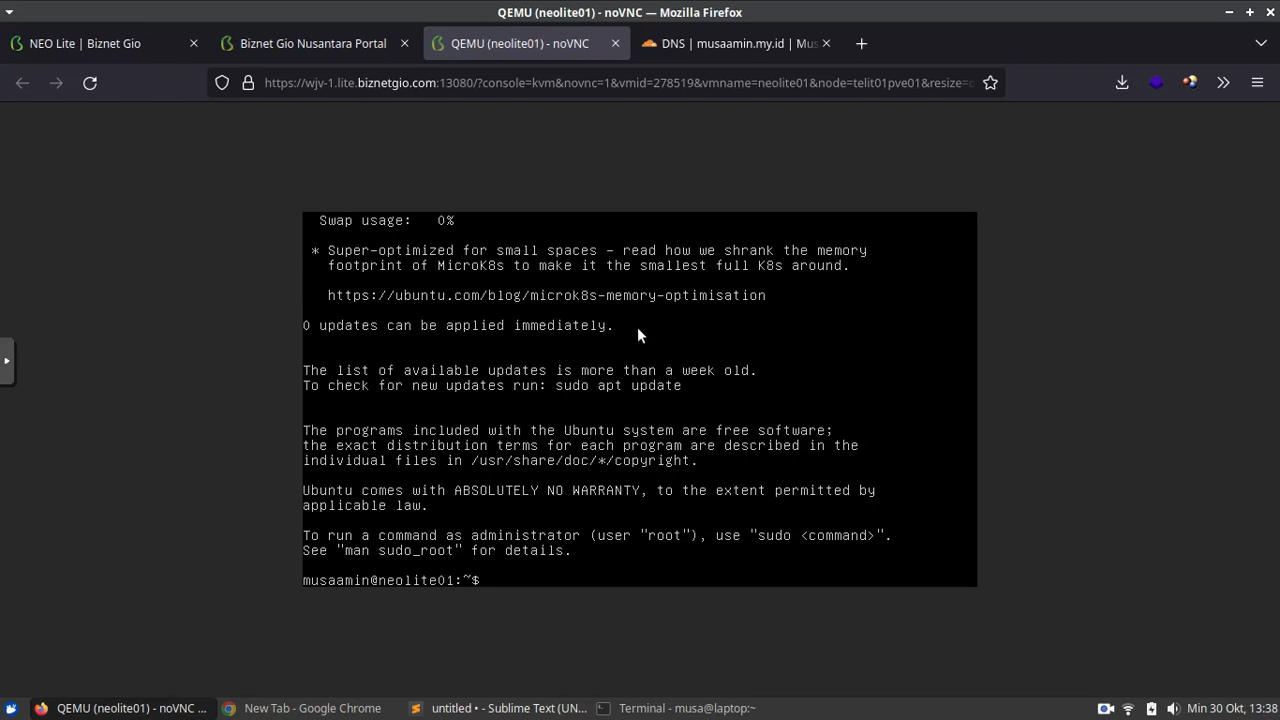 QEMU (neolite01) - noVNC — Mozilla Firefox
NEO Lite | Biznet Gio
Biznet Gio Nusantara Portal
QEMU (neolite01) - noVNC
DNS | musaamin.my.id | Mus
https://wjv-1.lite.biznetgio.com:13080/?console=kvm&novnc=1&vmid=278519&vmname=neolite01&node=telit01pve01&resize=
Swap usage: 0%
* Super-optimized for small spaces - read how we shrank the memory
footprint of MicroK8s to make it the smallest full K8s around.
https://ubuntu.com/blog/microk8s-memory-optimisation
0 updates can be applied immediately.
The list of available updates is more than a week old.
To check for new updates run: sudo apt update
The programs included with the Ubuntu system are free software;
the exact distribution terms for each program are described in the
individual files in /usr/share/doc/*/copyright.
Ubuntu comes with ABSOLUTELY NO WARRANTY, to the extent permitted by
applicable law.
To run a command as administrator (user "root"), use "sudo <command>".
See "man sudo_root" for details.
musaamin@neolite01:~$
QEMU (neolite01) - noVNC ...
New Tab - Google Chrome
untitled • - Sublime Text (UN...
Terminal - musa@laptop:~
Min 30 Okt, 13:38